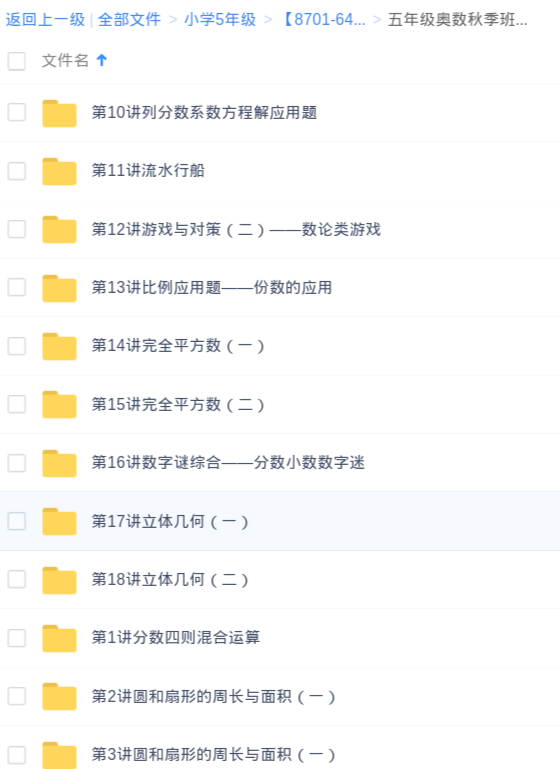 返回上一级 | 全部文件 > 小学5年级 > 【8701-64... > 五年级奥数秋季班...
文件名
第10讲列分数系数方程解应用题
第11讲流水行船
第12讲游戏与对策（二）——数论类游戏
第13讲比例应用题——份数的应用
第14讲完全平方数（一）
第15讲完全平方数（二）
第16讲数字谜综合——分数小数数字迷
第17讲立体几何（一）
第18讲立体几何（二）
第1讲分数四则混合运算
第2讲圆和扇形的周长与面积（一）
第3讲圆和扇形的周长与面积（一）